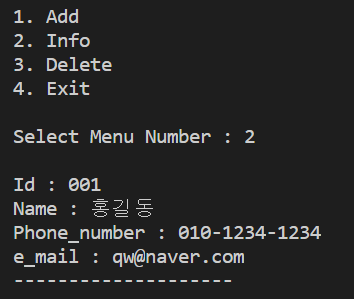 1. Add
2. Info
3. Delete
4. Exit
Select Menu Number : 2
Id : 001
Name : 홍길동
Phone_number : 010-1234-1234
e_mail : qw@naver.com
--------------------